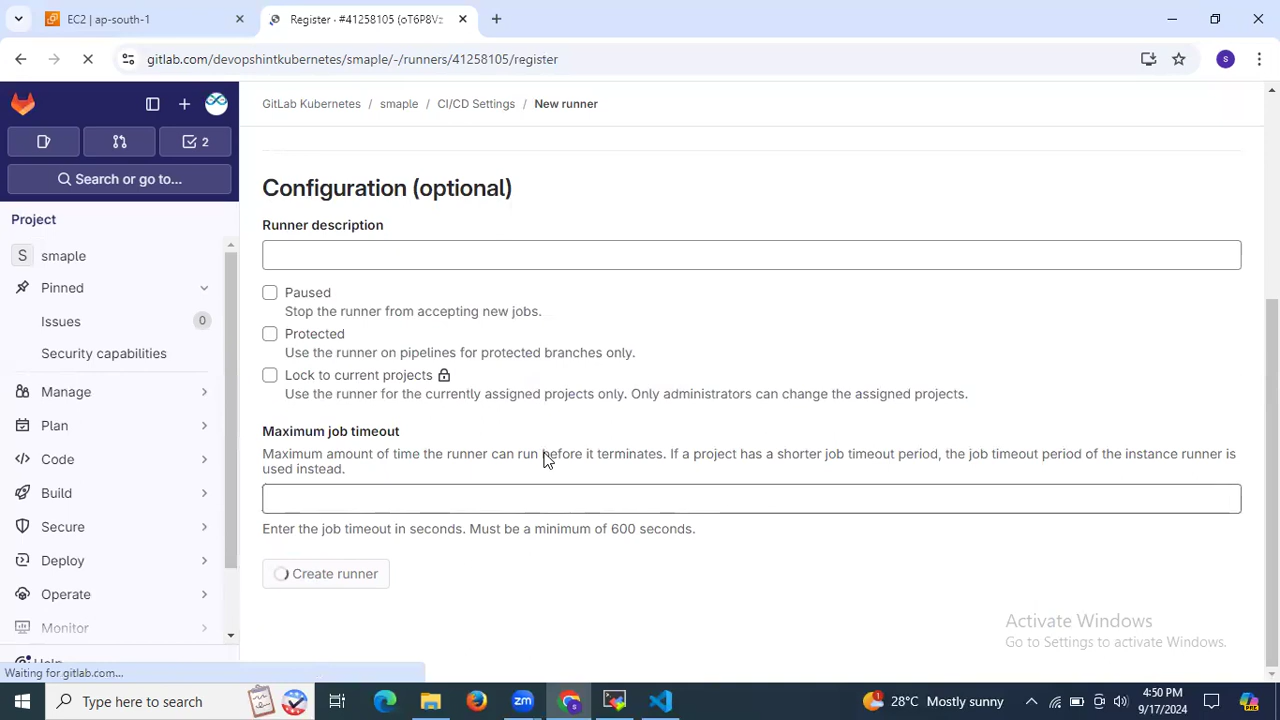 EC2 | ap-south-1
Register · #41258105 (oT6P8Vz
gitlab.com/devopshintkubernetes/smaple/-/runners/41258105/register
s
GitLab Kubernetes / smaple / CI/CD Settings / New runner
2
Search or go to...
Project
S smaple
Pinned
Issues 0
Security capabilities
Manage
Plan
Code
Build
Secure
Deploy
Operate
Monitor
Help
Configuration (optional)
Runner description
Paused
Stop the runner from accepting new jobs.
Protected
Use the runner on pipelines for protected branches only.
Lock to current projects
Use the runner for the currently assigned projects only. Only administrators can change the assigned projects.
Maximum job timeout
Maximum amount of time the runner can run before it terminates. If a project has a shorter job timeout period, the job timeout period of the instance runner is
used instead.
Enter the job timeout in seconds. Must be a minimum of 600 seconds.
Create runner
Activate Windows
Go to Settings to activate Windows.
Waiting for gitlab.com...
Type here to search
zm
28°C Mostly sunny
4:50 PM
9/17/2024